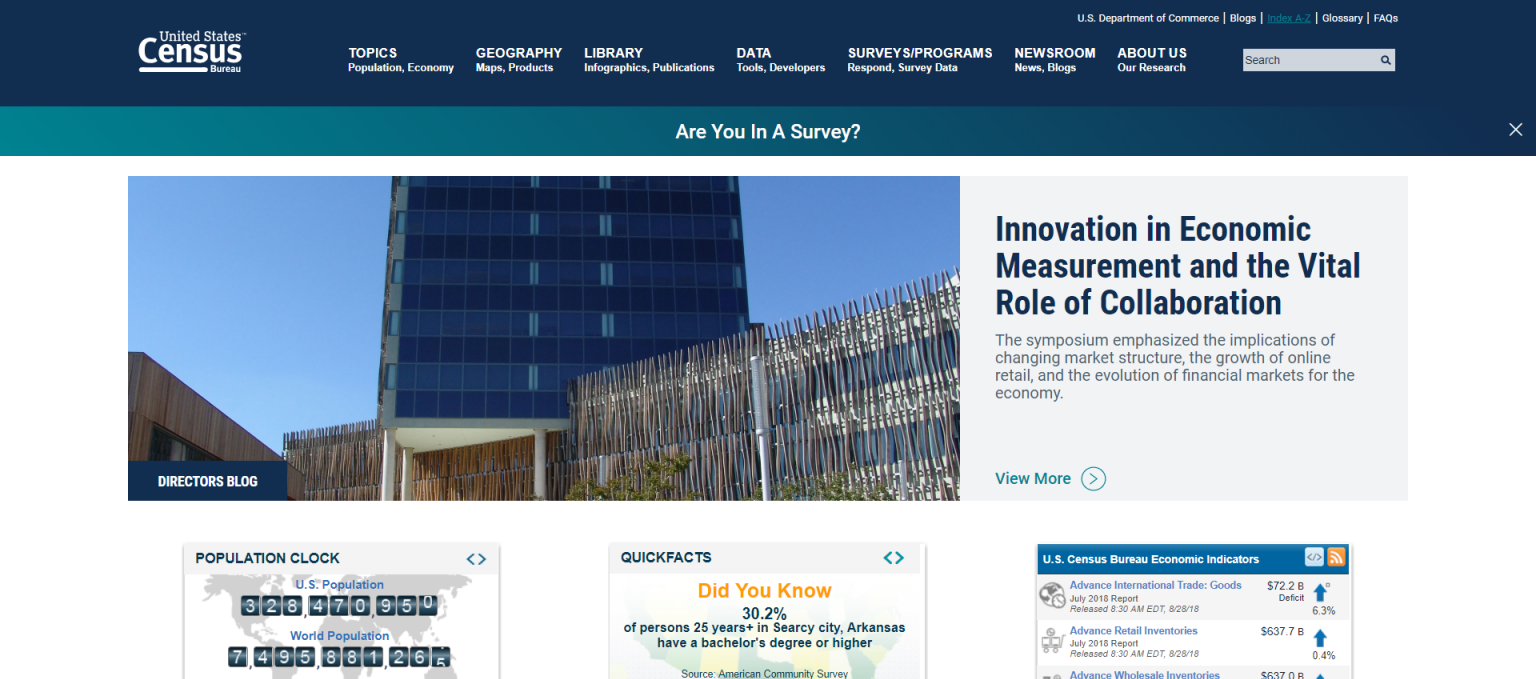 U.S. Department of Commerce | Blogs | Index A-Z | Glossary | FAQs
United States™
Census
Bureau
TOPICS
Population, Economy
GEOGRAPHY
Maps, Products
LIBRARY
Infographics, Publications
DATA
Tools, Developers
SURVEYS/PROGRAMS
Respond, Survey Data
NEWSROOM
News, Blogs
ABOUT US
Our Research
Search
Are You In A Survey?
DIRECTORS BLOG
Innovation in Economic
Measurement and the Vital
Role of Collaboration
The symposium emphasized the implications of
changing market structure, the growth of online
retail, and the evolution of financial markets for the
economy.
View More
POPULATION CLOCK
U.S. Population
328,470,950
World Population
7,495,881,265
QUICKFACTS
Did You Know
30.2%
of persons 25 years+ in Searcy city, Arkansas
have a bachelor's degree or higher
Source: American Community Survey
U.S. Census Bureau Economic Indicators
Advance International Trade: Goods
July 2018 Report
Released 8:30 AM EDT, 8/28/18
$72.2 B
Deficit
6.3%
Advance Retail Inventories
July 2018 Report
Released 8:30 AM EDT, 8/28/18
$637.7 B
0.4%
Advance Wholesale Inventories
$637.0 B